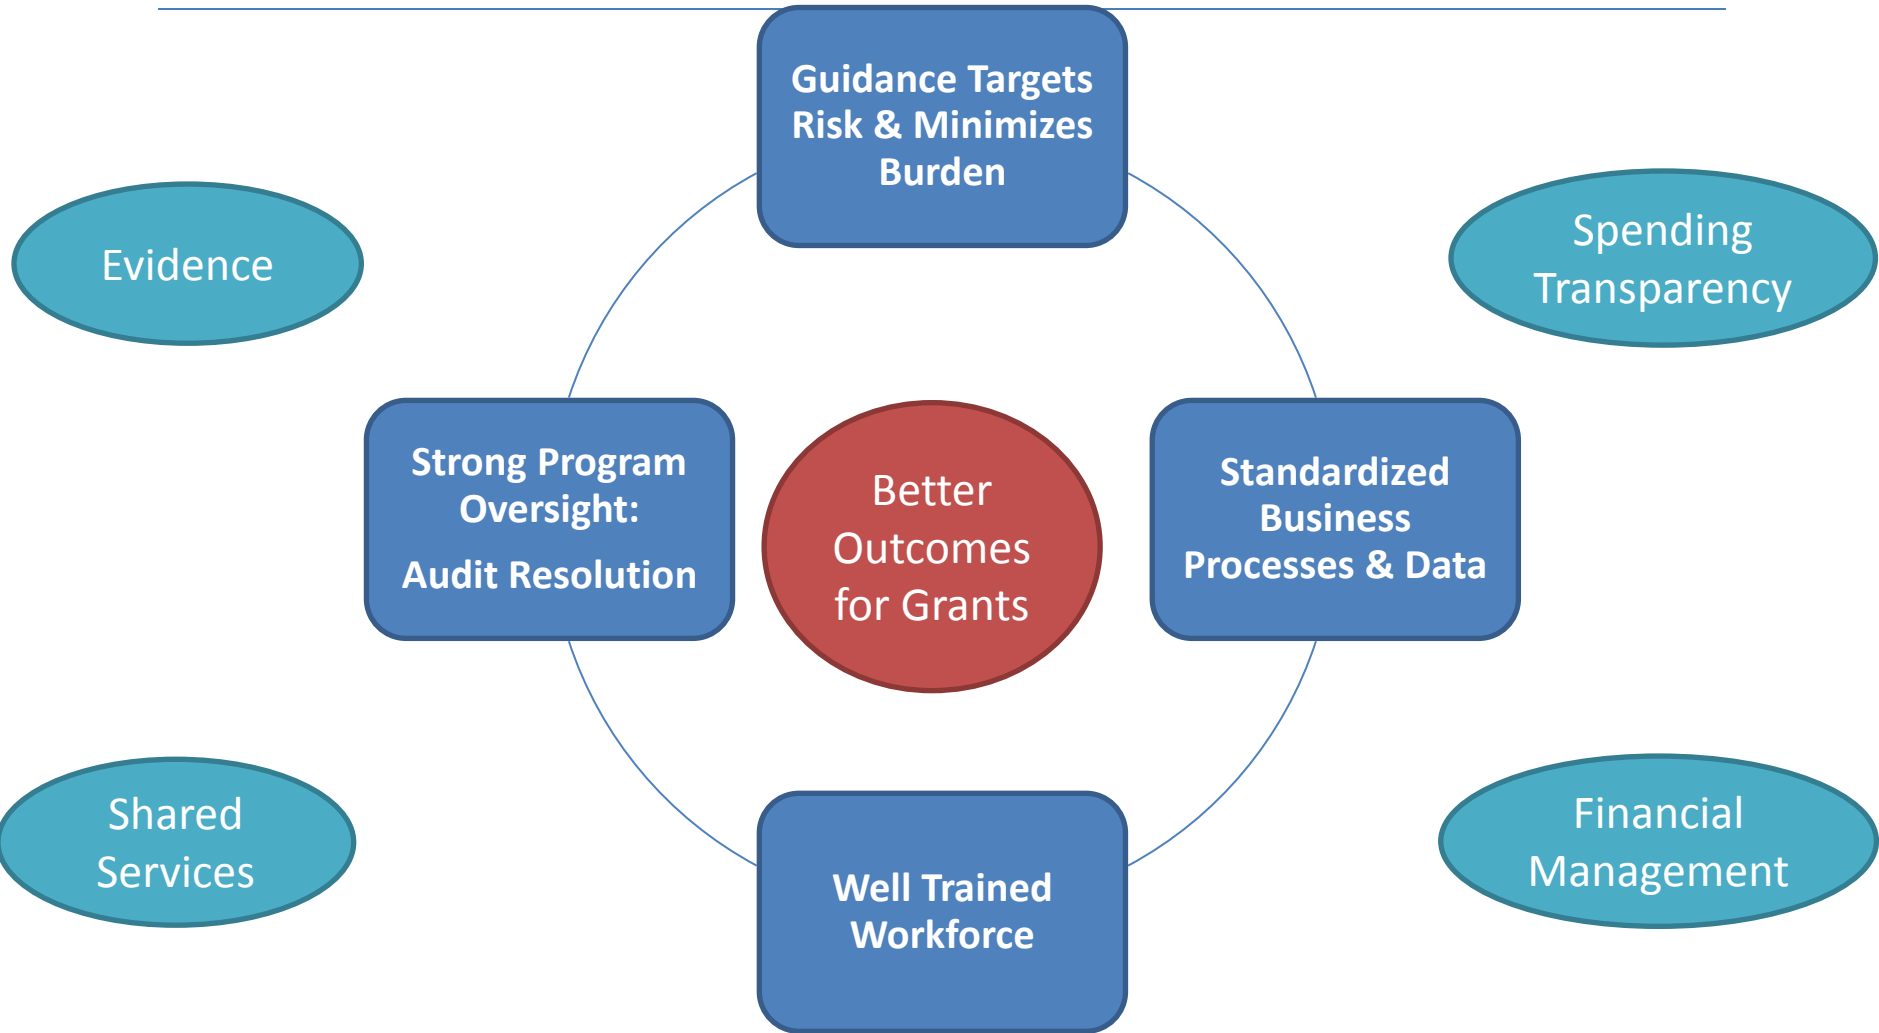 Guidance Targets
Risk & Minimizes
Burden
Evidence
Spending
Transparency
Strong Program
Oversight:
Audit Resolution
Better
Outcomes
for Grants
Standardized
Business
Processes & Data
Shared
Services
Well Trained
Workforce
Financial
Management